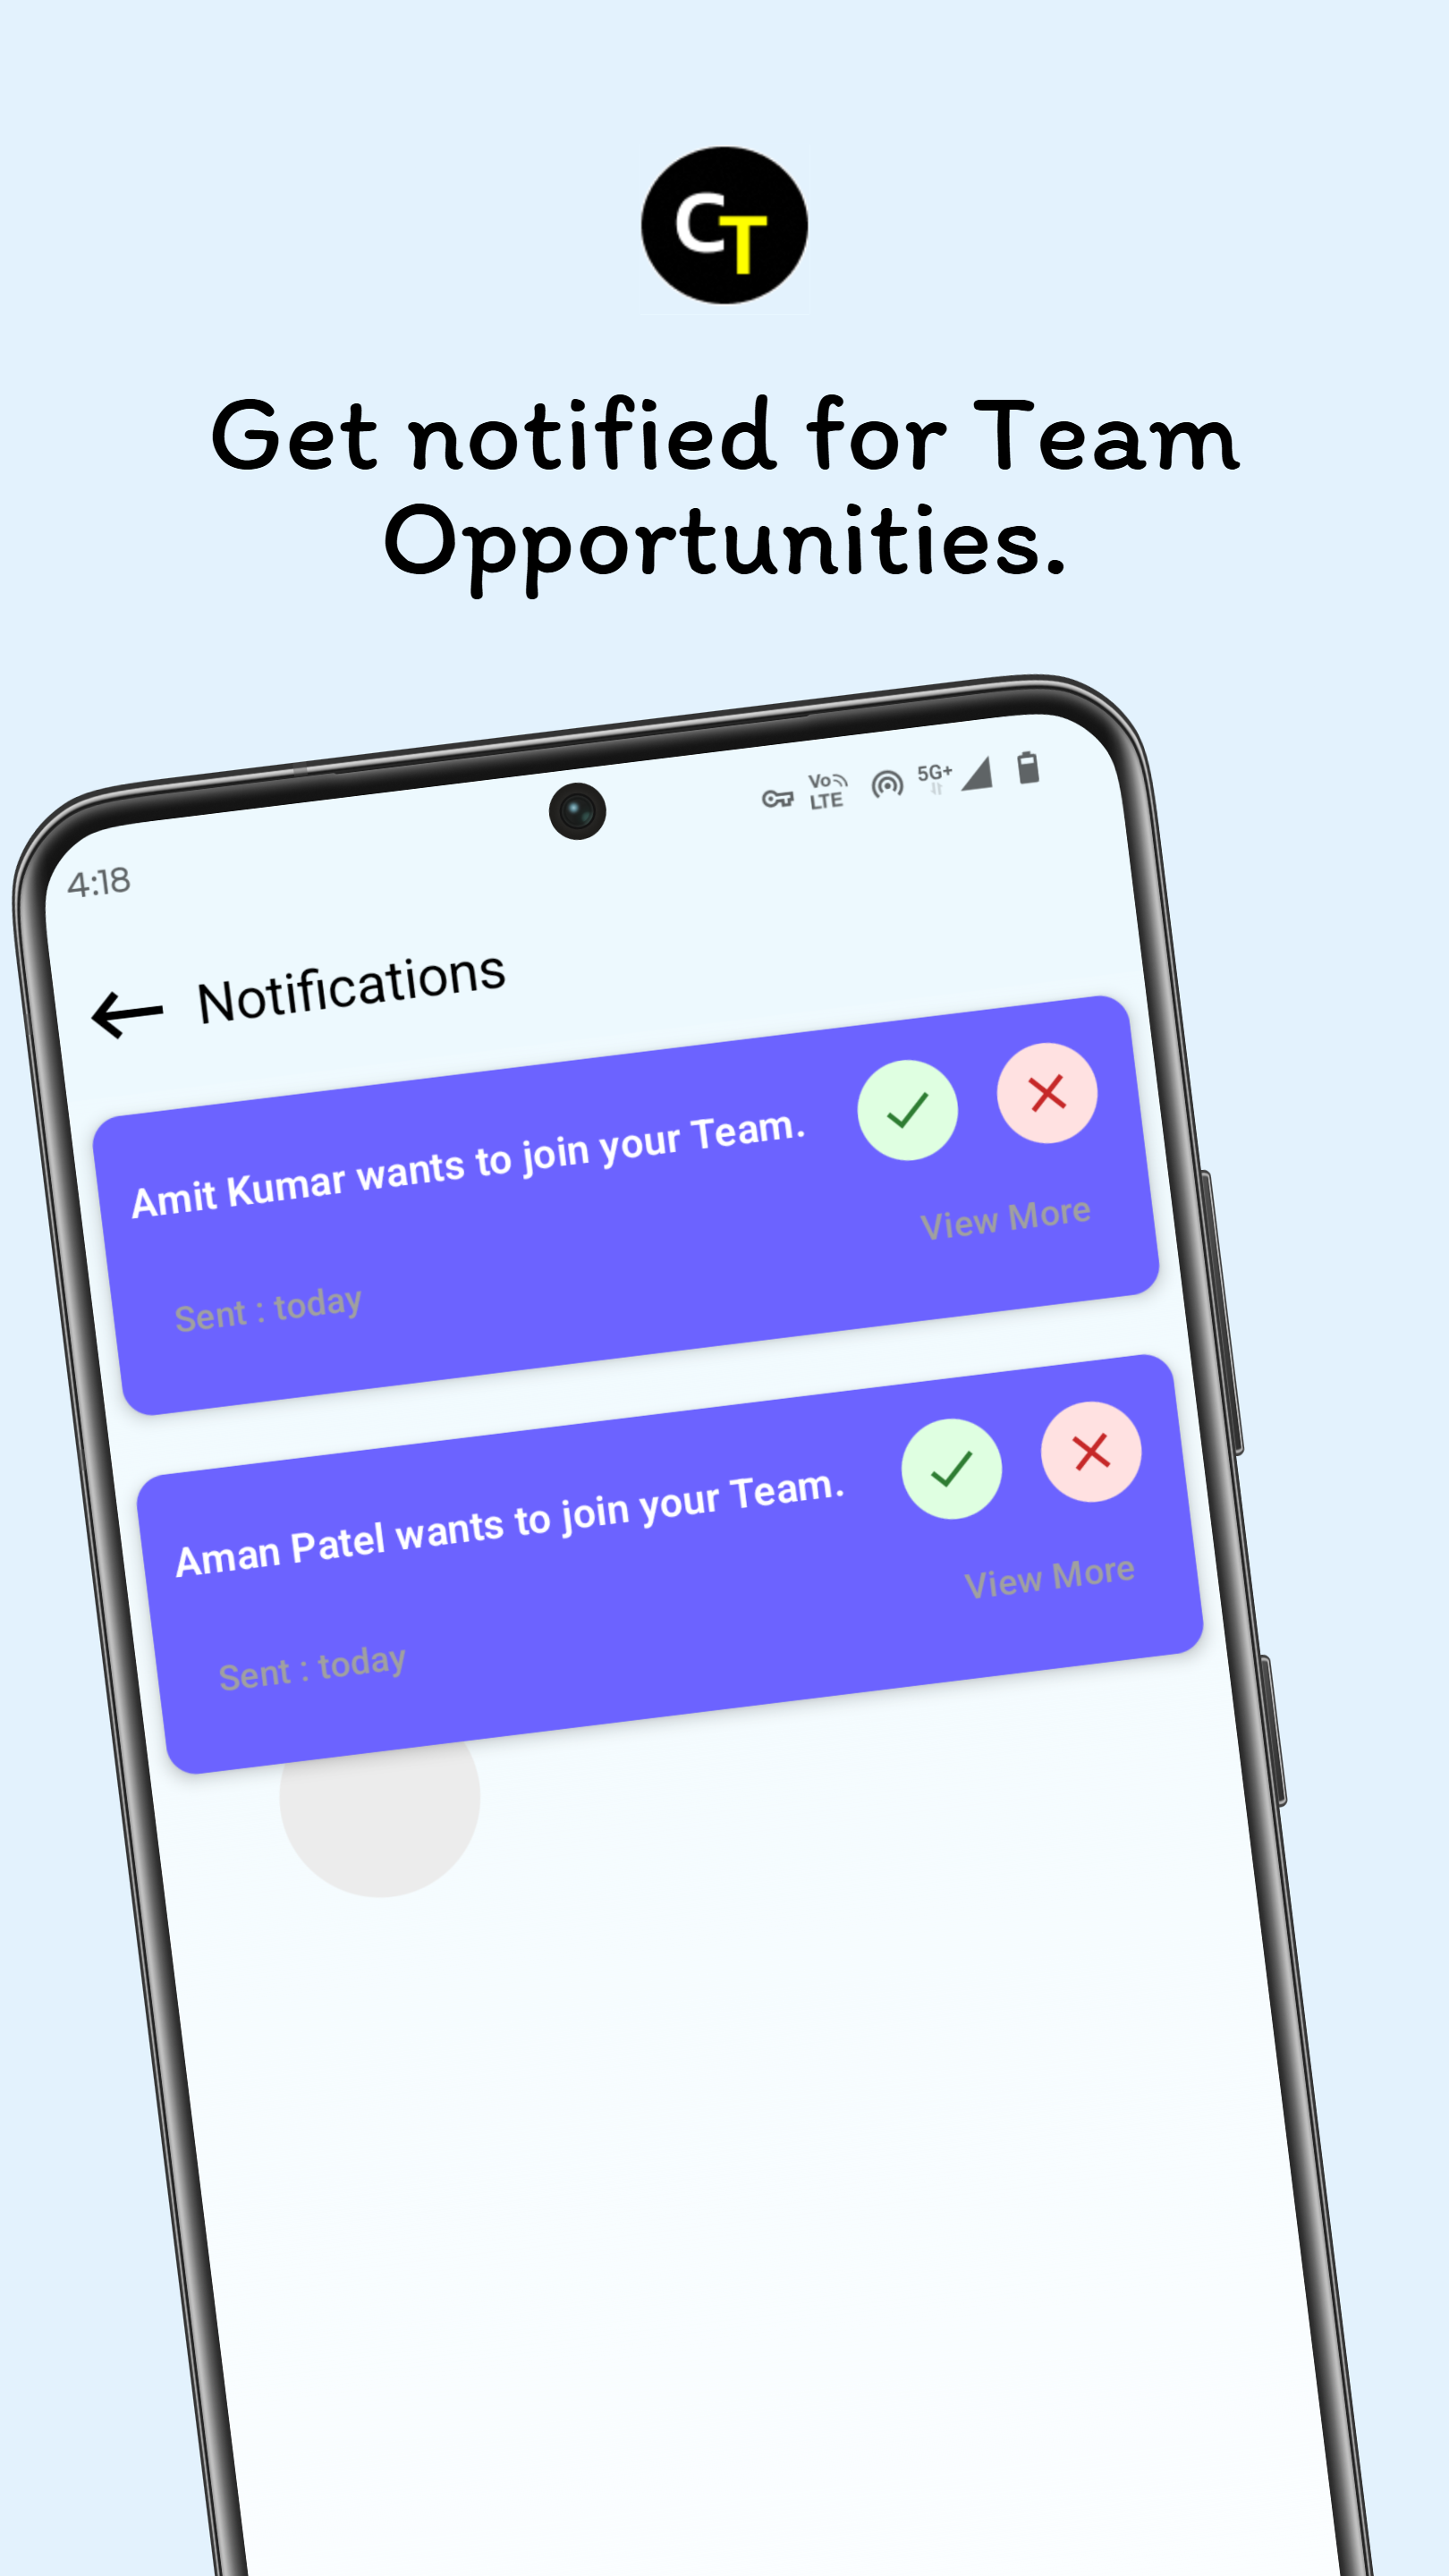 CT
Get notified for Team
Opportunities.
4:18
Vo
LTE
5G+
Notifications
Amit Kumar wants to join your Team.
View More
Sent : today
Aman Patel wants to join your Team.
View More
Sent : today